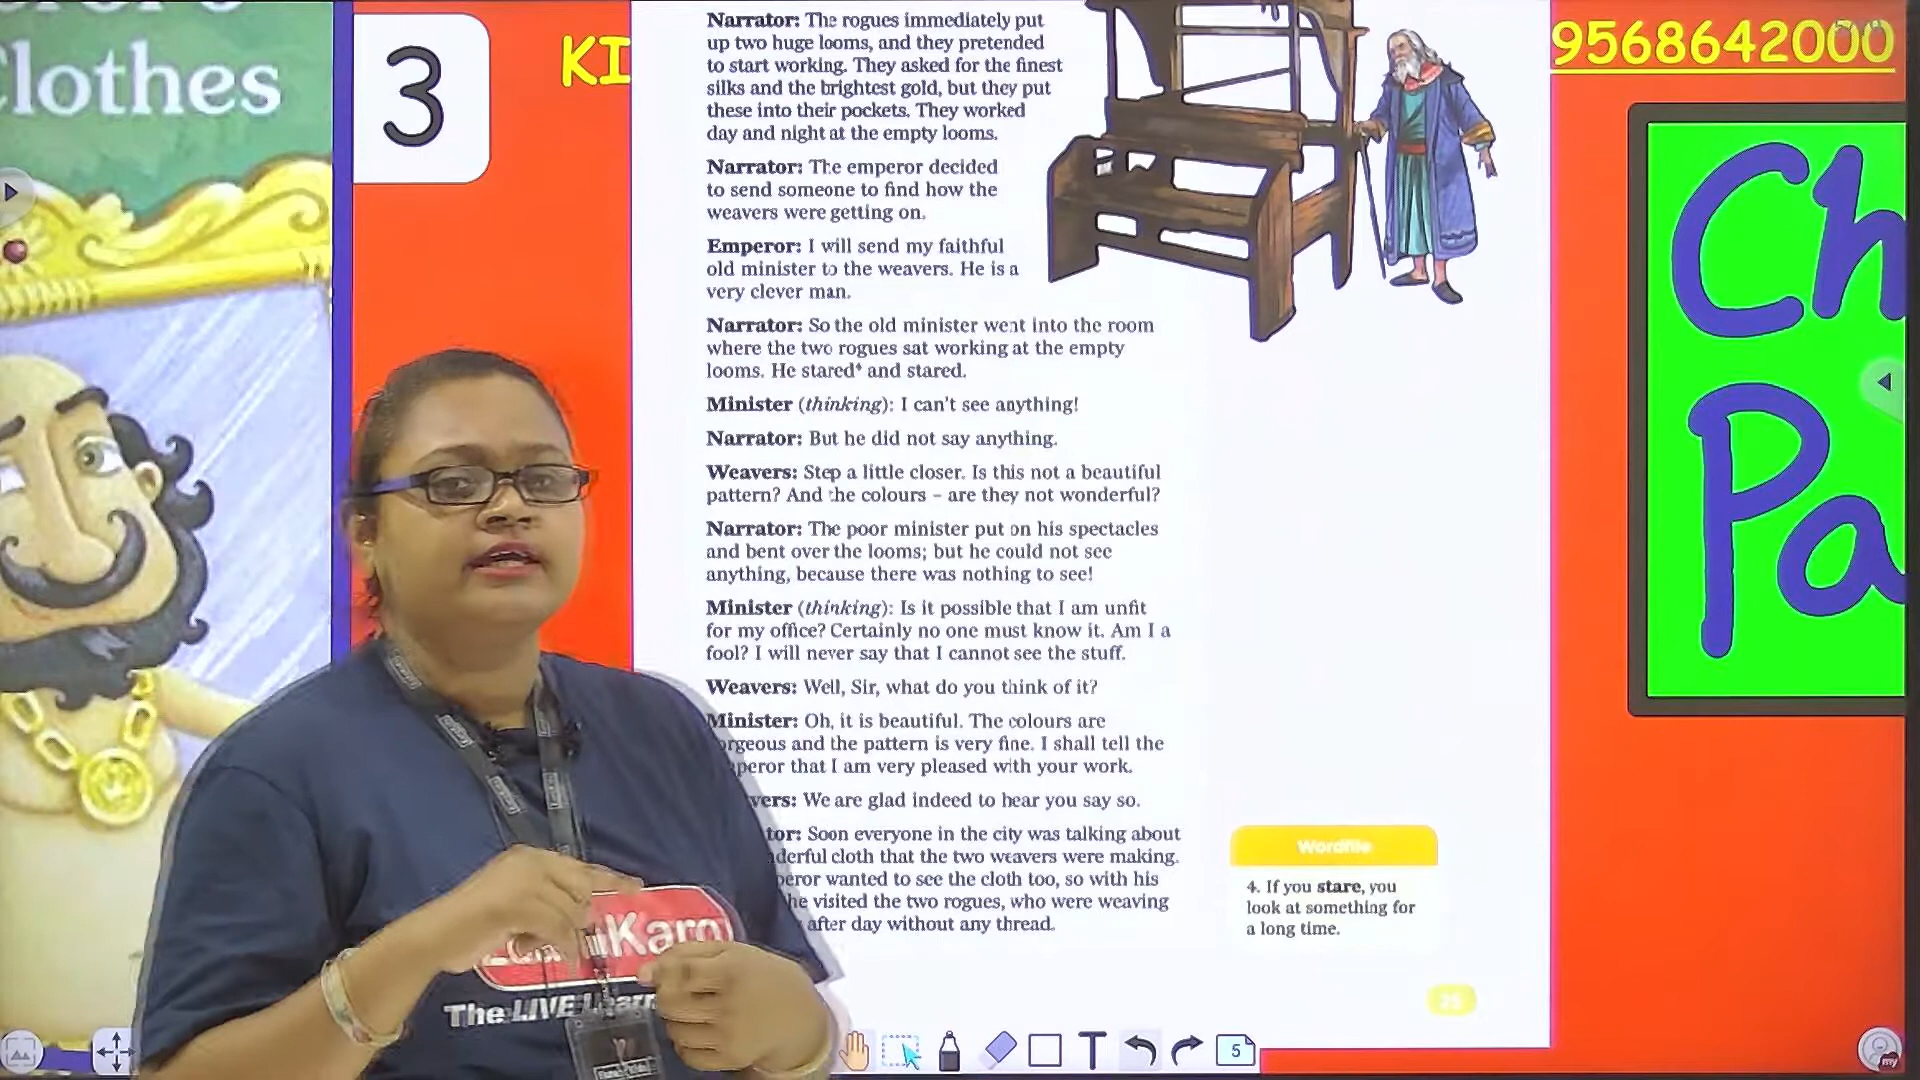 Clothes
3
KI
9568642000
Ch
Pa
Narrator: The rogues immediately put
up two huge looms, and they pretended
to start working. They asked for the finest
silks and the brightest gold, but they put
these into their pockets. They worked
day and night at the empty looms.
Narrator: The emperor decided
to send someone to find how the
weavers were getting on.
Emperor: I will send my faithful
old minister to the weavers. He is a
very clever man.
Narrator: So the old minister went into the room
where the two rogues sat working at the empty
looms. He stared⁴ and stared.
Minister (thinking): I can't see anything!
Narrator: But he did not say anything.
Weavers: Step a little closer. Is this not a beautiful
pattern? And the colours – are they not wonderful?
Narrator: The poor minister put on his spectacles
and bent over the looms; but he could not see
anything, because there was nothing to see!
Minister (thinking): Is it possible that I am unfit
for my office? Certainly no one must know it. Am I a
fool? I will never say that I cannot see the stuff.
Weavers: Well, Sir, what do you think of it?
Minister: Oh, it is beautiful. The colours are
orgeous and the pattern is very fine. I shall tell the
peror that I am very pleased with your work.
vers: We are glad indeed to hear you say so.
tor: Soon everyone in the city was talking about
derful cloth that the two weavers were making.
peror wanted to see the cloth too, so with his
he visited the two rogues, who were weaving
after day without any thread.
Wordfile
4. If you stare, you
look at something for
a long time.
25
Karo
The LIVE Learn
T
5
my